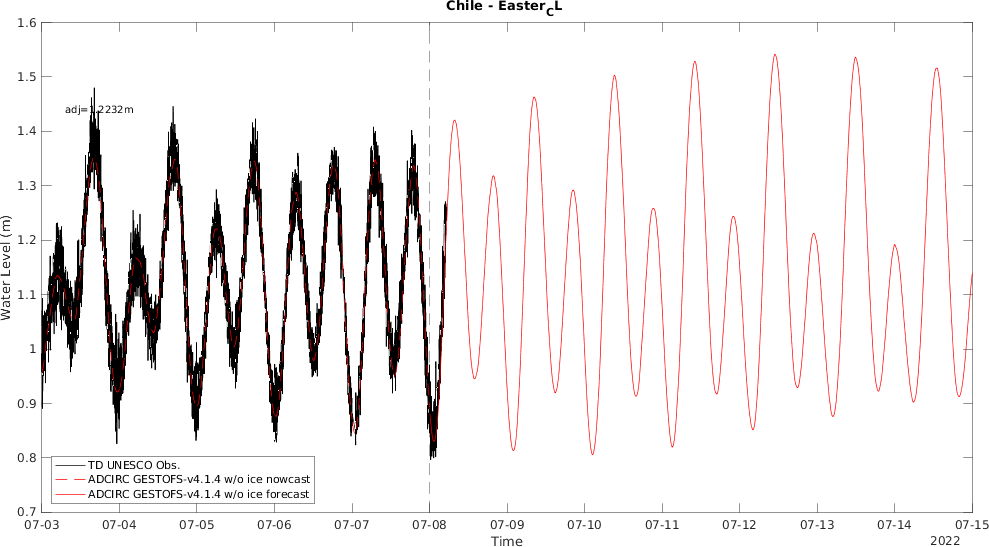 Chile - Easter_CL
1.6
1.5
1.4
1.3
1.2
1.1
1
0.9
0.8
0.7
Water Level (m)
adj=1.2232m
TD UNESCO Obs.
ADCIRC GESTOFS-v4.1.4 w/o ice nowcast
ADCIRC GESTOFS-v4.1.4 w/o ice forecast
07-03 07-04 07-05 07-06 07-07 07-08 07-09 07-10 07-11 07-12 07-13 07-14 07-15
Time
2022